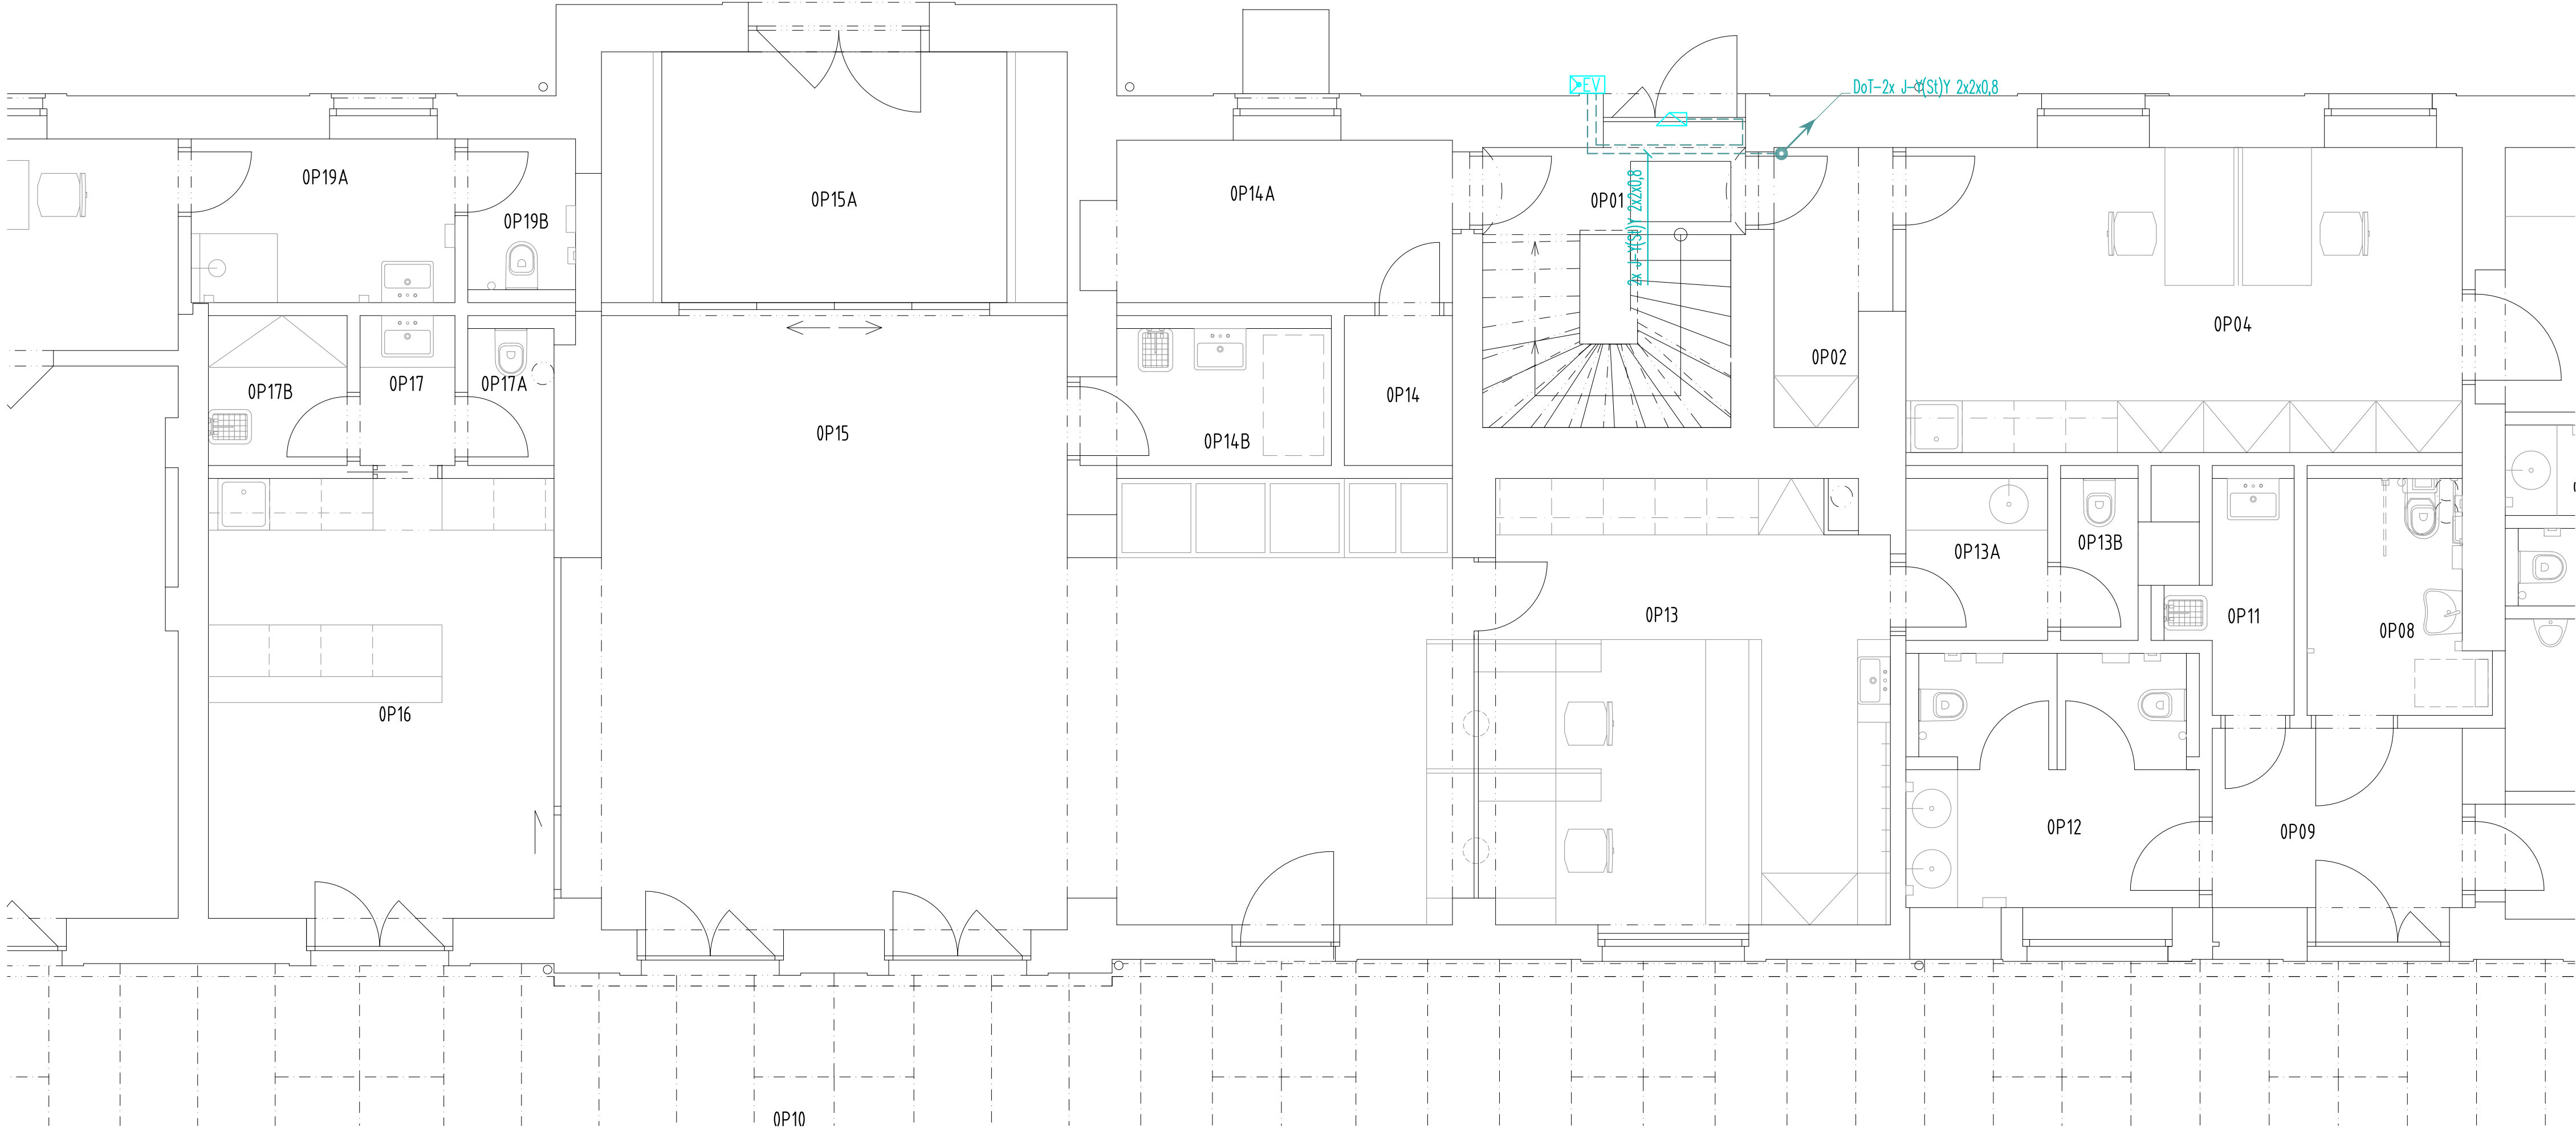 EV
DoT-2x J-Y(St)Y 2x2x0,8
0P19A
0P19B
0P15A
0P14A
0P01
2x J-Y(St)Y 2x2x0,8
0P04
0P02
0P17B
0P17
0P17A
0P14
0P15
0P14B
0P13A
0P13B
0P13
0P11
0P08
0P16
0P12
0P09
0P10